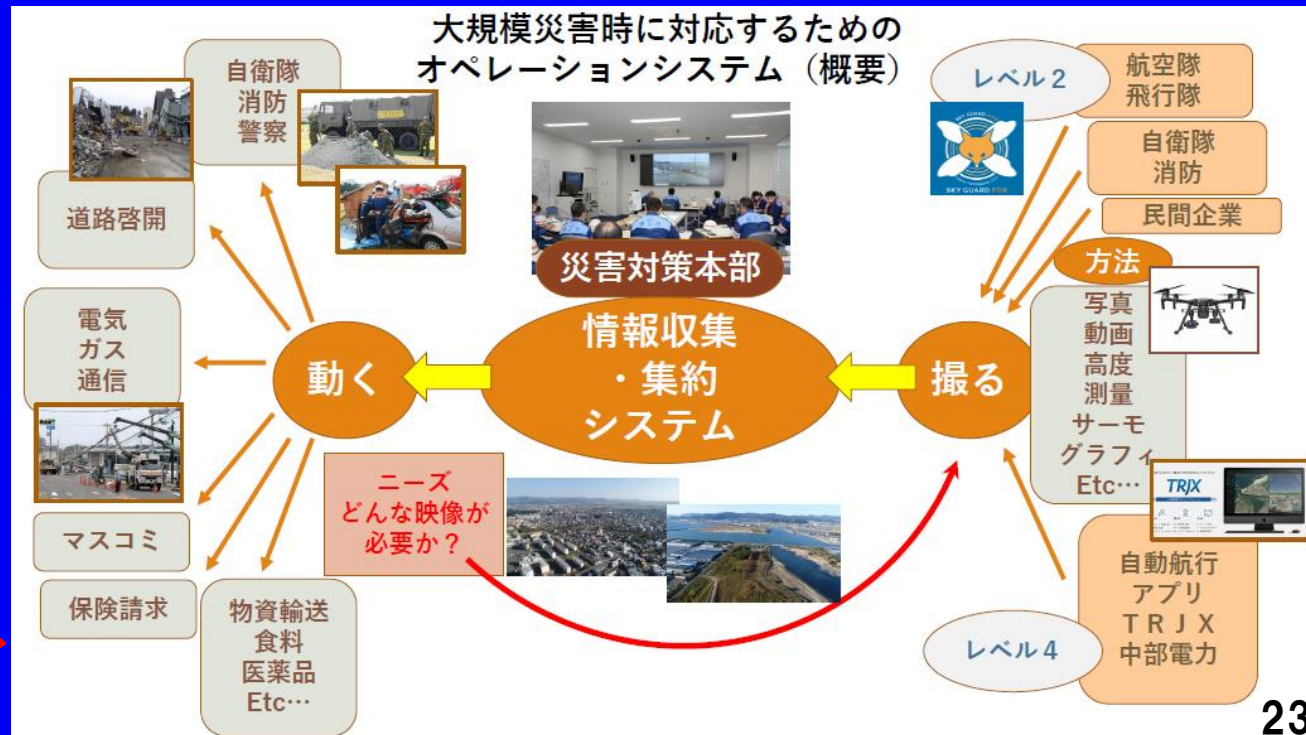 大規模災害時に対応するための
オペレーションシステム（概要）
自衛隊
消防
警察
道路啓開
電気
ガス
通信
マスコミ
保険請求
物資輸送
食料
医薬品
Etc…
動く
災害対策本部
情報収集
・集約
システム
ニーズ
どんな映像が
必要か？
撮る
レベル２
SKY GUARD FOX
航空隊
飛行隊
自衛隊
消防
民間企業
方法
写真
動画
高度
測量
サーモ
グラフィ
Etc…
TRJX
自動航行
アプリ
ＴＲＪＸ
中部電力
レベル４
23